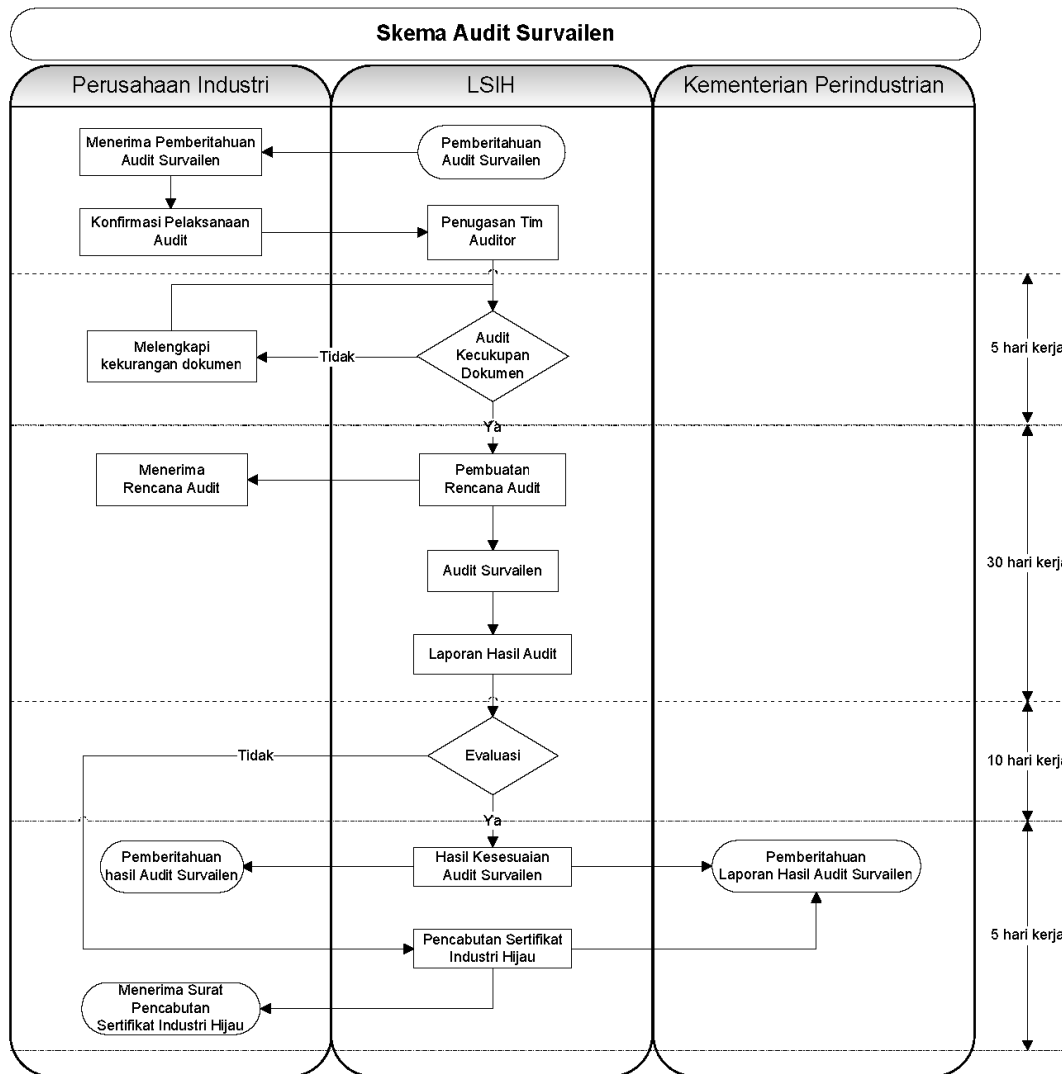 Skema Audit Survailen
Perusahaan Industri
LSIH
Kementerian Perindustrian
Menerima Pemberitahuan
Audit Survailen
Pemberitahuan
Audit Survailen
Konfirmasi Pelaksanaan
Audit
Penugasan Tim
Auditor
Melengkapi
kekurangan dokumen
Tidak
Audit
Kecukupan
Dokumen
5 hari kerja
Ya
Menerima
Rencana Audit
Pembuatan
Rencana Audit
Audit Survailen
30 hari kerja
Laporan Hasil Audit
Tidak
Evaluasi
10 hari kerja
Ya
Pemberitahuan
hasil Audit Survailen
Hasil Kesesuaian
Audit Survailen
Pemberitahuan
Laporan Hasil Audit Survailen
Pencabutan Sertifikat
Industri Hijau
5 hari kerja
Menerima Surat
Pencabutan
Sertifikat Industri Hijau